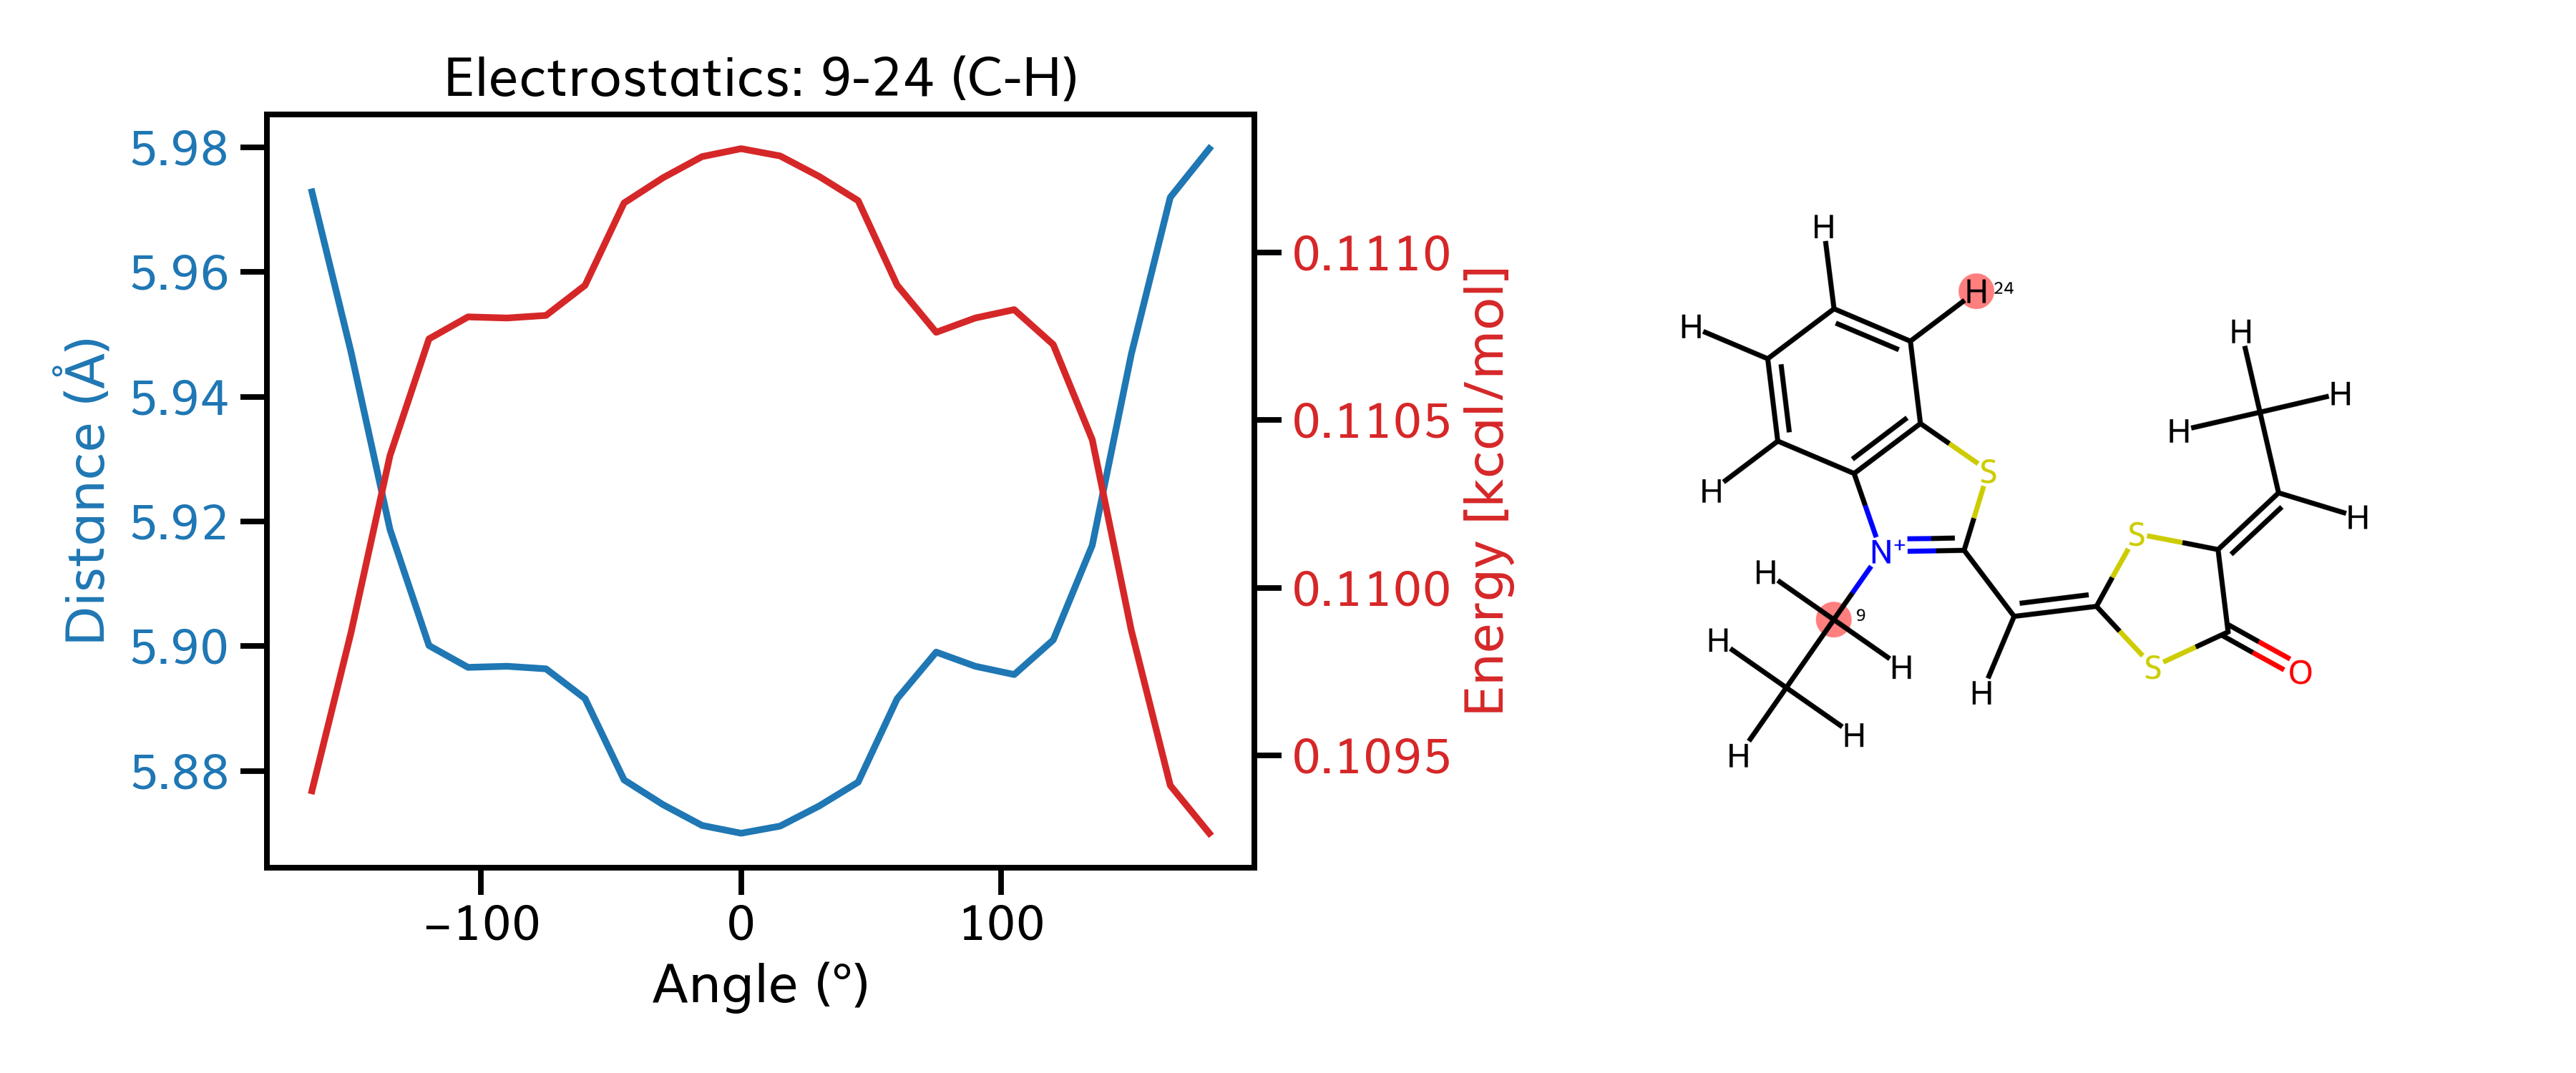 Electrostatics: 9-24 (C-H)
5.98
5.96
5.94
5.92
5.90
5.88
Distance (Å)
0.1110
0.1105
0.1100
0.1095
Energy [kcal/mol]
−100
0
100
Angle (°)
H
H 24
H
H
H
H
H
S
H
S
N+
H
9
H
H
S
O
H
H
H